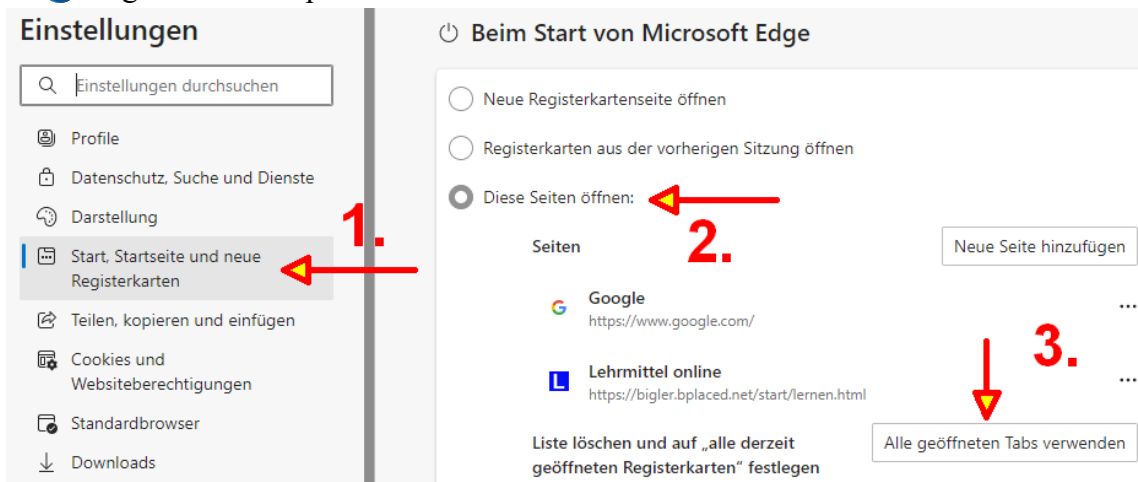 Einstellungen
Einstellungen durchsuchen
Profile
Datenschutz, Suche und Dienste
Darstellung
Start, Startseite und neue
Registerkarten
Teilen, kopieren und einfügen
Cookies und
Websiteberechtigungen
Standardbrowser
Downloads
1.
Beim Start von Microsoft Edge
Neue Registerkartenseite öffnen
Registerkarten aus der vorherigen Sitzung öffnen
Diese Seiten öffnen:
2.
Seiten
Neue Seite hinzufügen
Google
https://www.google.com/
Lehrmittel online
https://bigler.bplaced.net/start/lernen.html
3.
Liste löschen und auf „alle derzeit
geöffneten Registerkarten" festlegen
Alle geöffneten Tabs verwenden